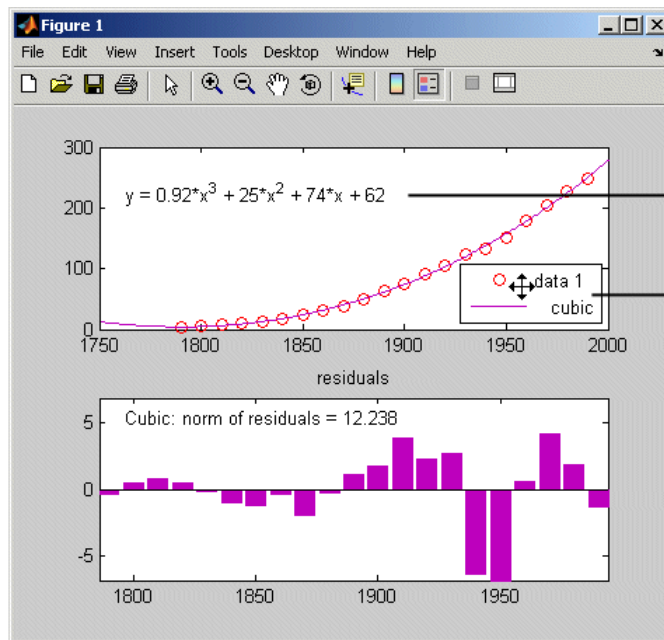 Figure 1
File Edit View Insert Tools Desktop Window Help
300
y = 0.92*x³ + 25*x² + 74*x + 62
200
100
data 1
cubic
0
1750 1800 1850 1900 1950 2000
residuals
5
Cubic: norm of residuals = 12.238
0
-5
1800 1850 1900 1950